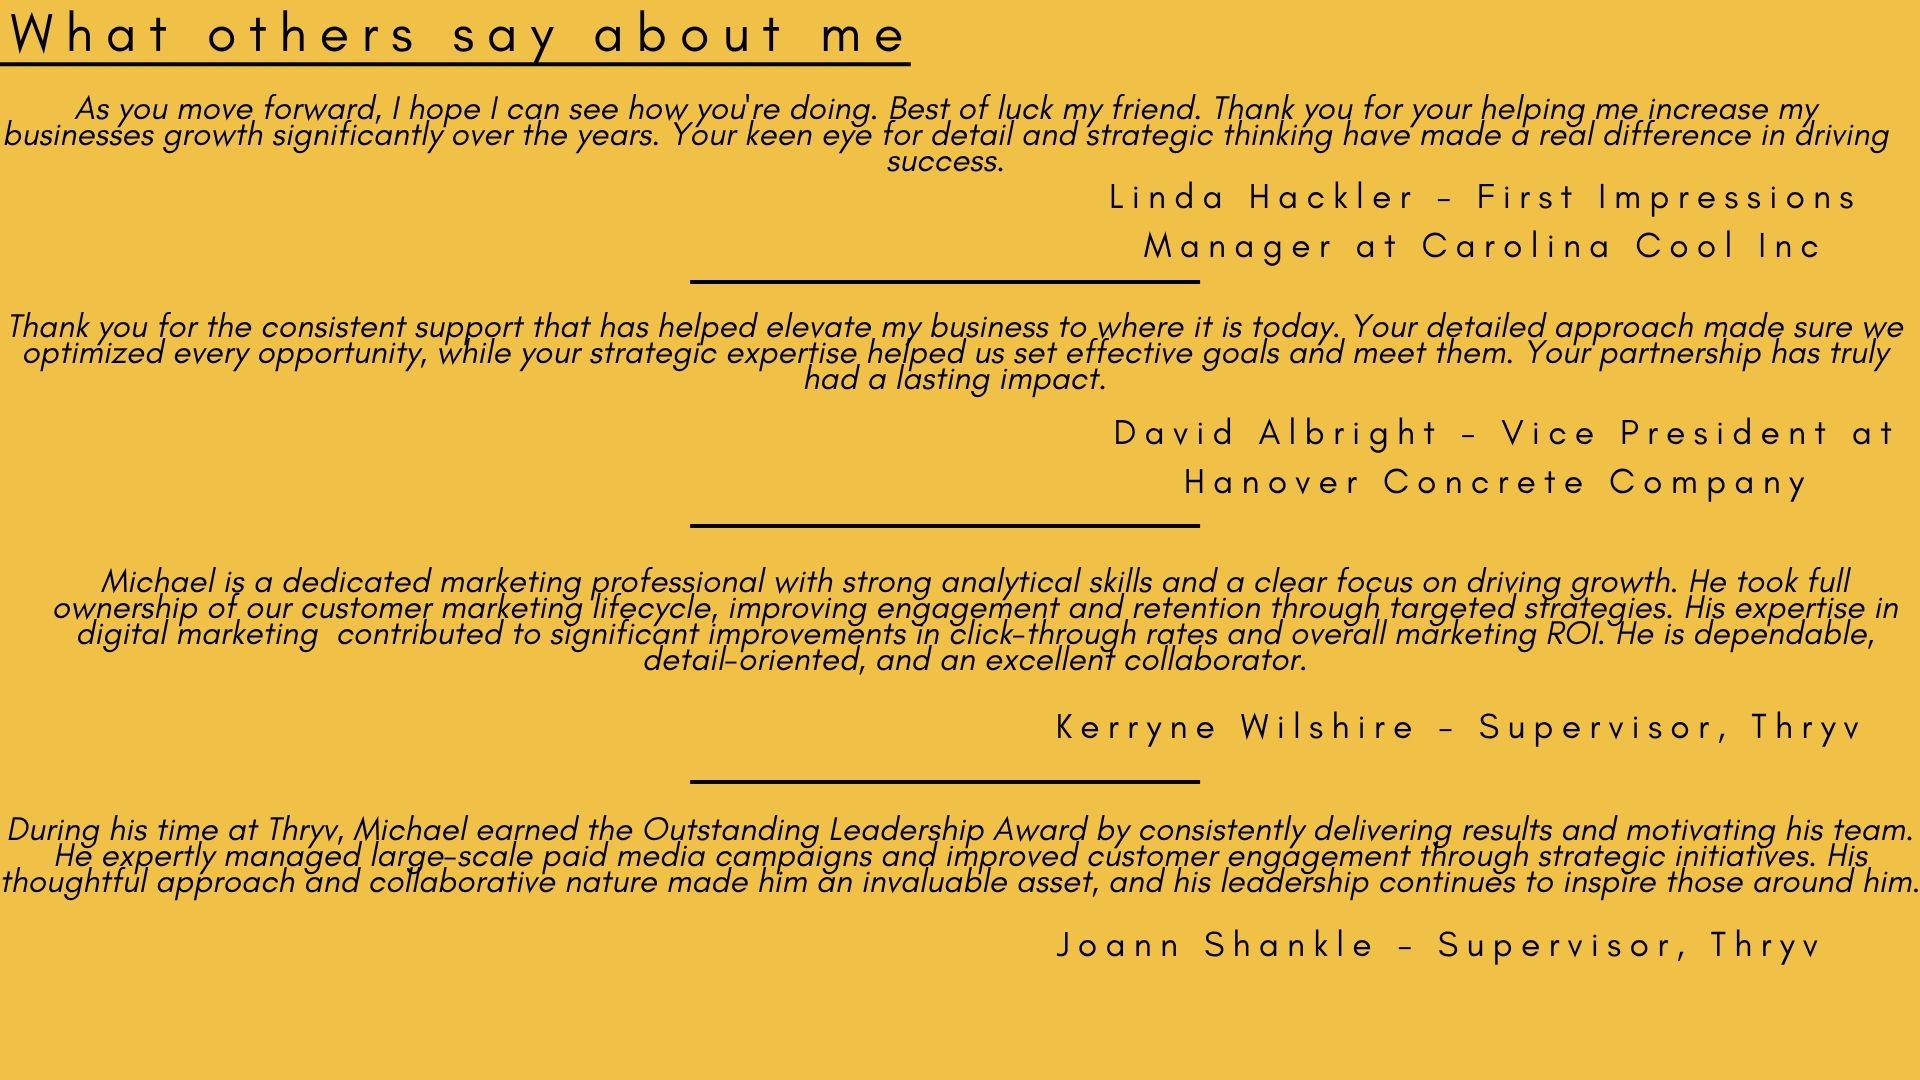 What others say about me
As you move forward, I hope I can see how you're doing. Best of luck my friend. Thank you for your helping me increase my
businesses growth significantly over the years. Your keen eye for detail and strategic thinking have made a real difference in driving
success.
Linda Hackler - First Impressions
Manager at Carolina Cool Inc
Thank you for the consistent support that has helped elevate my business to where it is today. Your detailed approach made sure we
optimized every opportunity, while your strategic expertise helped us set effective goals and meet them. Your partnership has truly
had a lasting impact.
David Albright - Vice President at
Hanover Concrete Company
Michael is a dedicated marketing professional with strong analytical skills and a clear focus on driving growth. He took full
ownership of our customer marketing lifecycle, improving engagement and retention through targeted strategies. His expertise in
digital marketing  contributed to significant improvements in click-through rates and overall marketing ROI. He is dependable,
detail-oriented, and an excellent collaborator.
Kerryne Wilshire - Supervisor, Thryv
During his time at Thryv, Michael earned the Outstanding Leadership Award by consistently delivering results and motivating his team.
He expertly managed large-scale paid media campaigns and improved customer engagement through strategic initiatives. His
thoughtful approach and collaborative nature made him an invaluable asset, and his leadership continues to inspire those around him.
Joann Shankle - Supervisor, Thryv